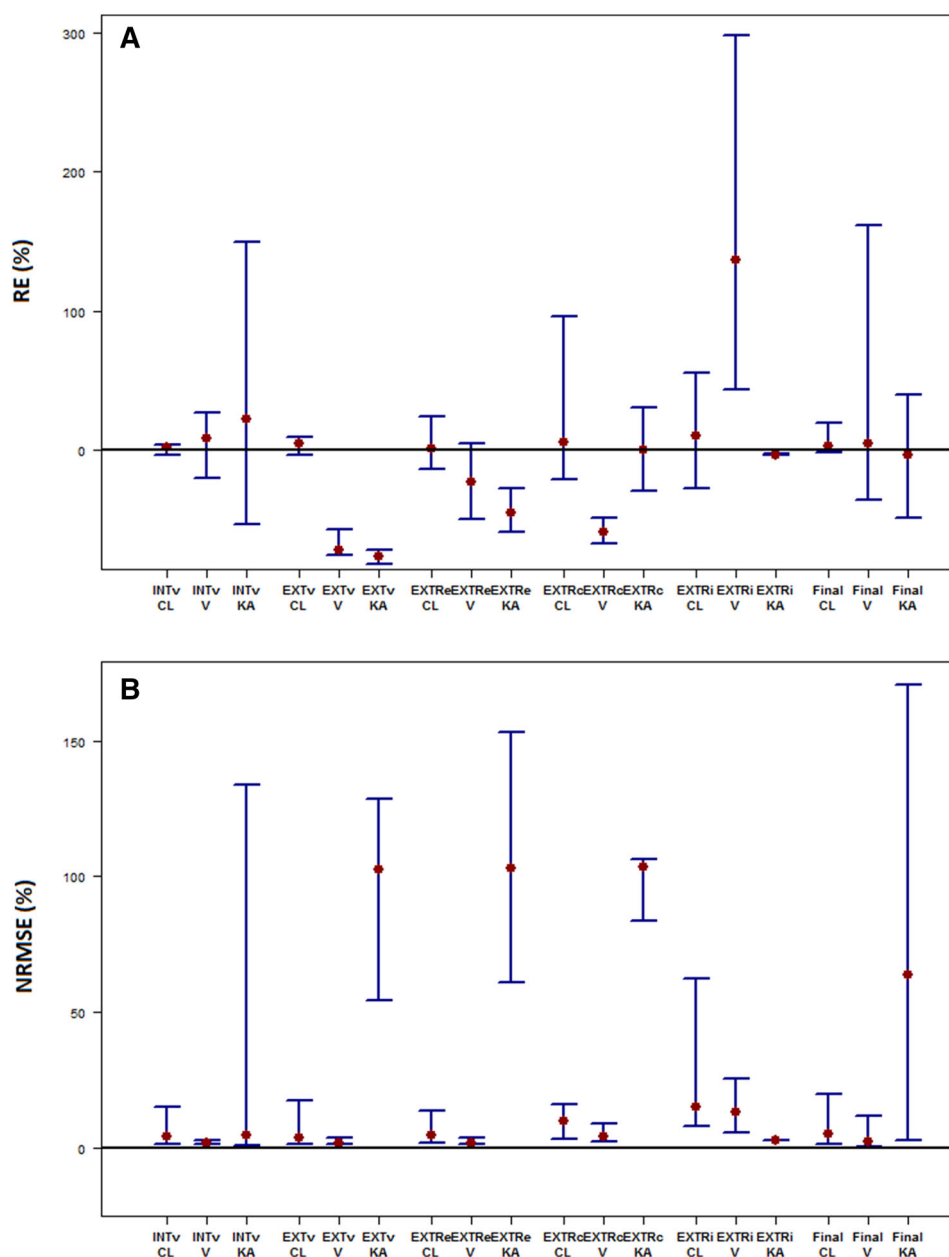 A
RE (%)
300
200
100
0
INTv INTv INTv EXTv EXTv EXTv EXTRe EXTRe EXTRe EXTRc EXTRc EXTRc EXTRi EXTRi EXTRi Final Final Final
CL V KA CL V KA CL V KA CL V KA CL V KA CL V KA
B
NRMSE (%)
150
100
50
0
INTv INTv INTv EXTv EXTv EXTv EXTRe EXTRe EXTRe EXTRc EXTRc EXTRc EXTRi EXTRi EXTRi Final Final Final
CL V KA CL V KA CL V KA CL V KA CL V KA CL V KA